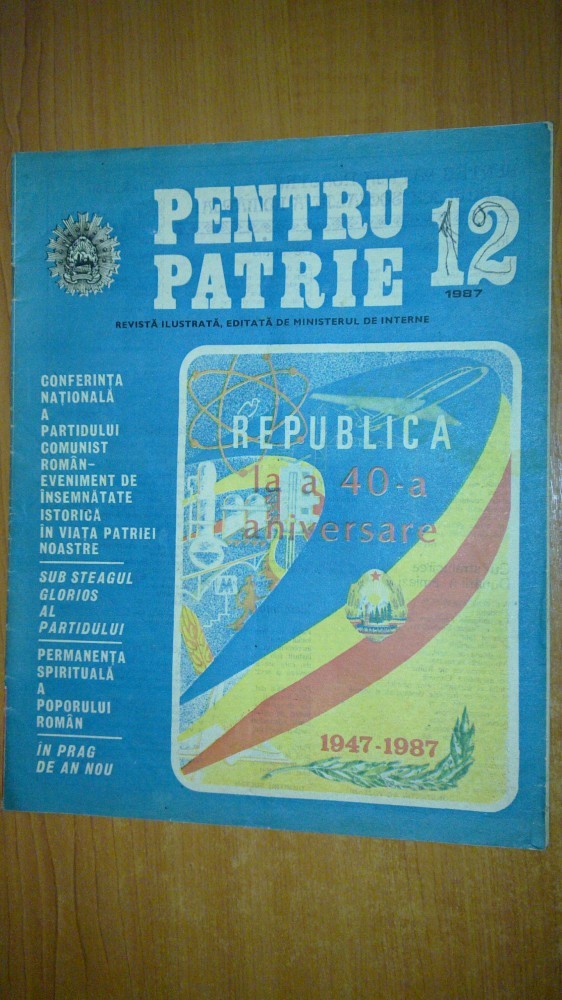 PENTRU
PATRIE
12
1987
REVISTĂ ILUSTRATĂ, EDITATĂ DE MINISTERUL DE INTERNE
CONFERINȚA
NAȚIONALĂ
A
PARTIDULUI
COMUNIST
ROMÂN–
EVENIMENT DE
ÎNSEMNĂTATE
ISTORICĂ
ÎN VIAȚA PATRIEI
NOASTRE
SUB STEAGUL
GLORIOS
AL
PARTIDULUI
PERMANENȚA
SPIRITUALĂ
A
POPORULUI
ROMÂN
ÎN PRAG
DE AN NOU
REPUBLICA
la a 40-a
aniversare
M
1947-1987